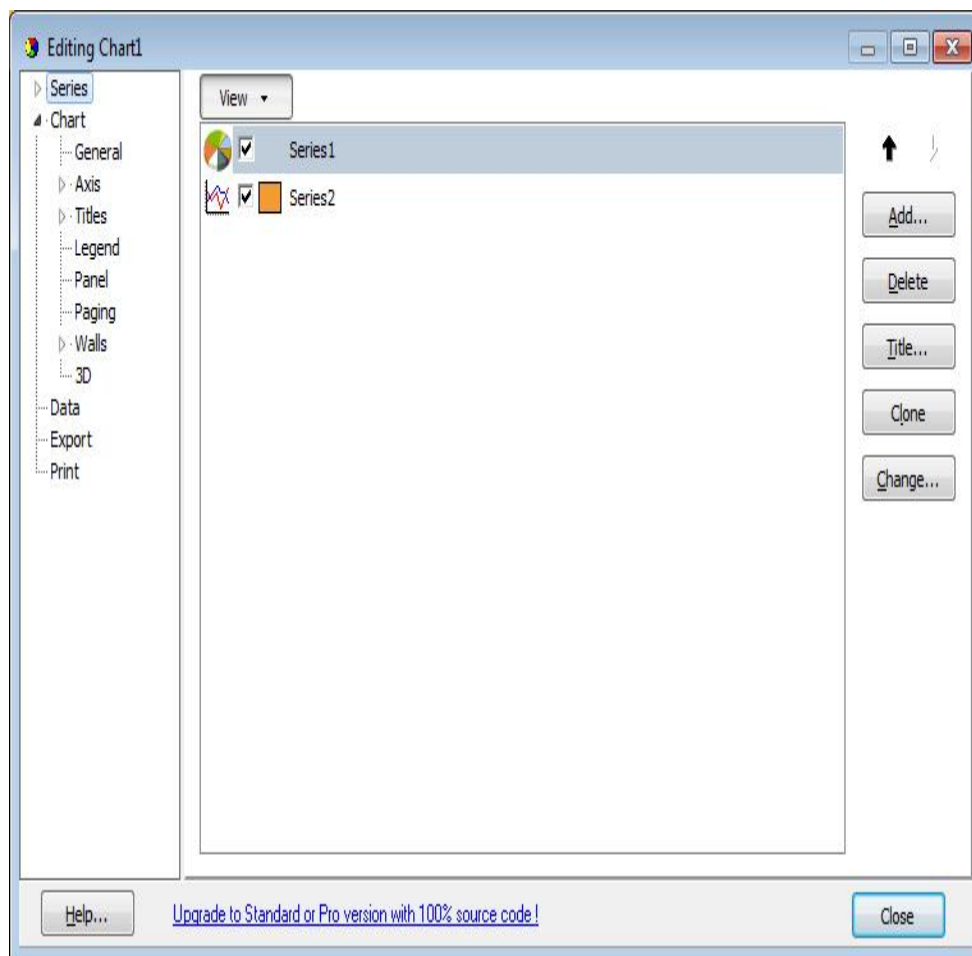 Editing Chart1
Series
Chart
General
Axis
Titles
Legend
Panel
Paging
Walls
3D
Data
Export
Print
View
Series1
Series2
Add...
Delete
Title...
Clone
Change...
Help...
Upgrade to Standard or Pro version with 100% source code !
Close